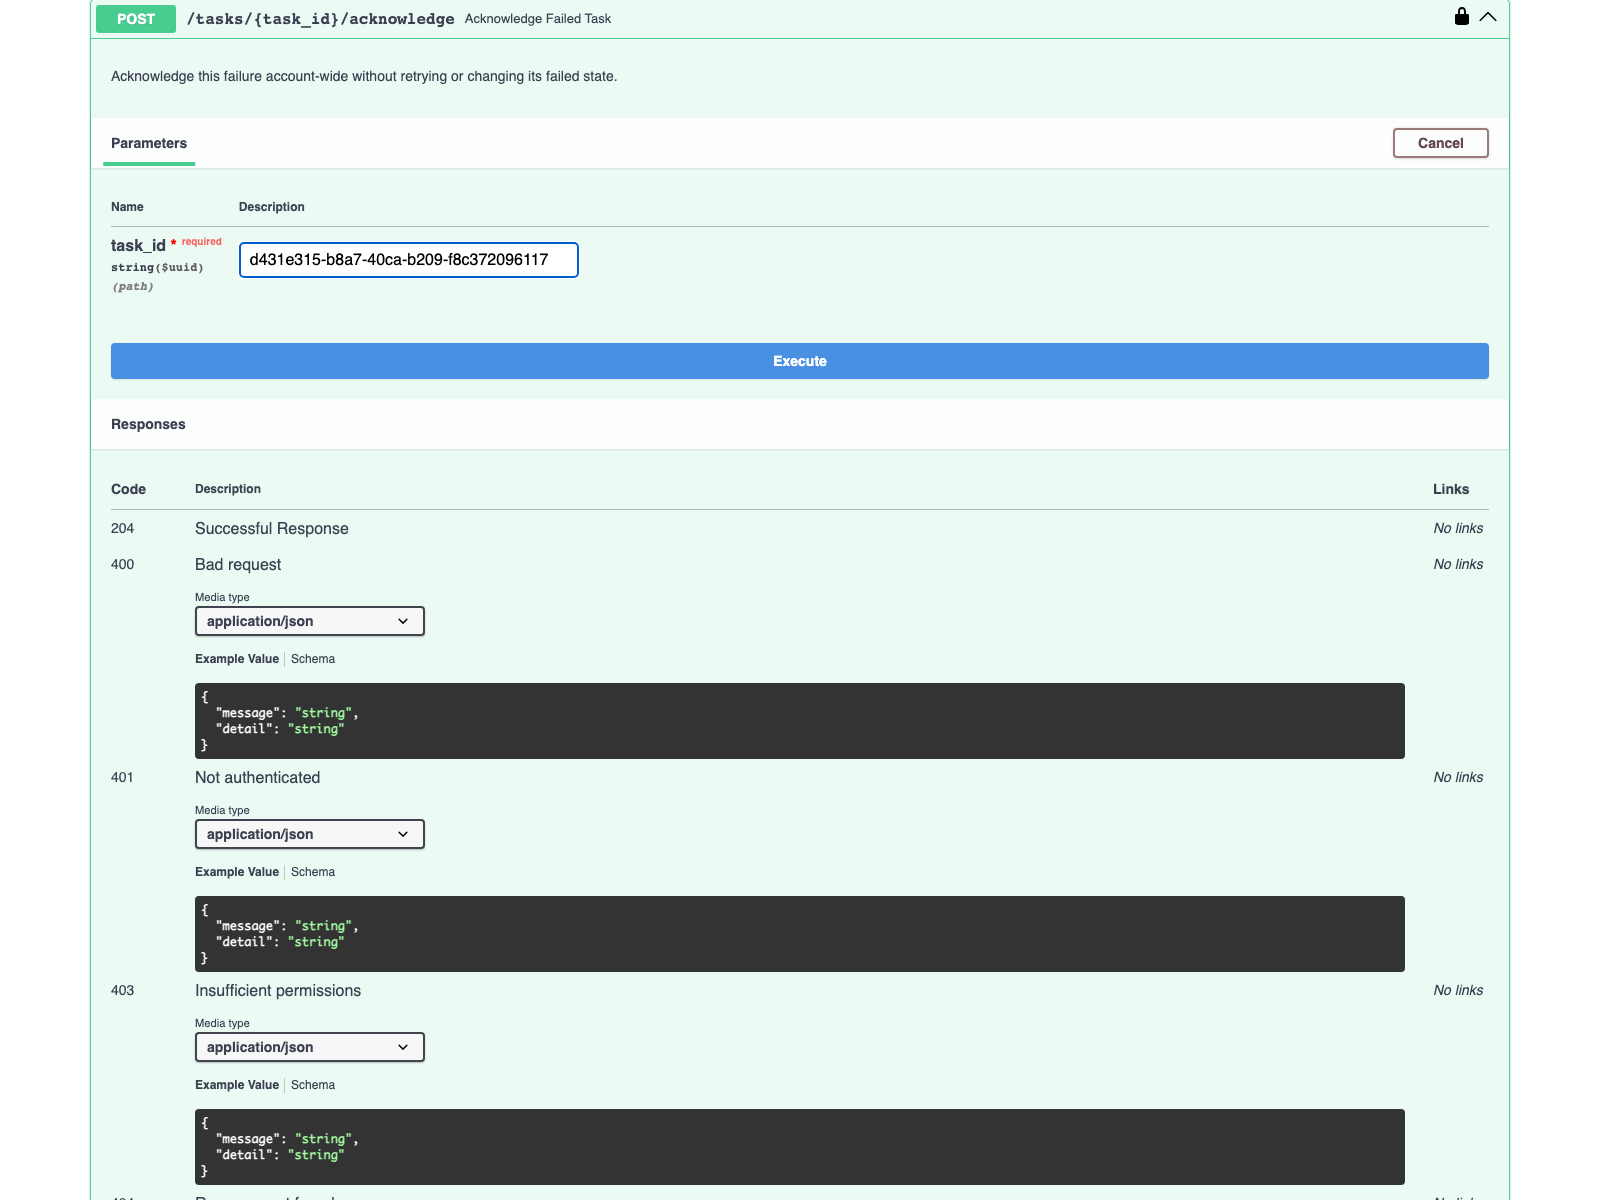 POST /tasks/{task_id}/acknowledge Acknowledge Failed Task
Acknowledge this failure account-wide without retrying or changing its failed state.
Parameters
Cancel
Name Description
task_id * required
string($uuid)
(path)
d431e315-b8a7-40ca-b209-f8c372096117
Execute
Responses
Code Description Links
204 Successful Response No links
400 Bad request No links
Media type
application/json
Example Value Schema
{
"message": "string",
"detail": "string"
}
401 Not authenticated No links
Media type
application/json
Example Value Schema
{
"message": "string",
"detail": "string"
}
403 Insufficient permissions No links
Media type
application/json
Example Value Schema
{
"message": "string",
"detail": "string"
}